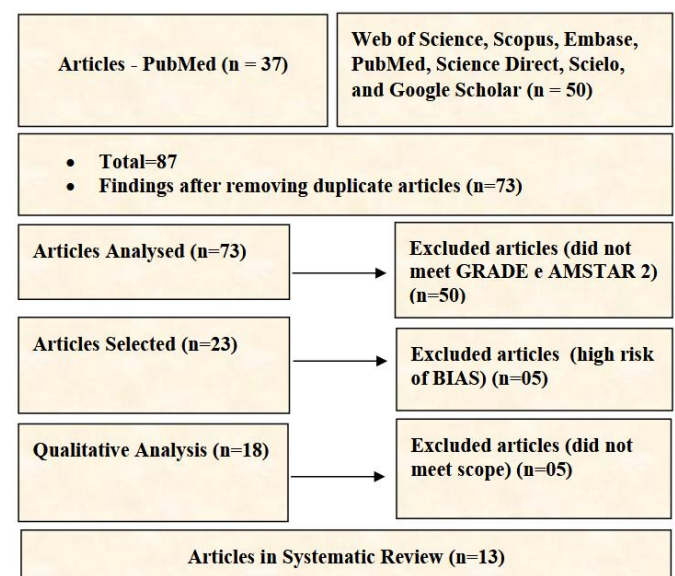 Articles - PubMed (n = 37)
Web of Science, Scopus, Embase,
PubMed, Science Direct, Scielo,
and Google Scholar (n = 50)
• Total=87
• Findings after removing duplicate articles (n=73)
Articles Analysed (n=73)
Excluded articles (did not
meet GRADE e AMSTAR 2)
(n=50)
Articles Selected (n=23)
Excluded articles (high risk
of BIAS) (n=05)
Qualitative Analysis (n=18)
Excluded articles (did not
meet scope) (n=05)
Articles in Systematic Review (n=13)